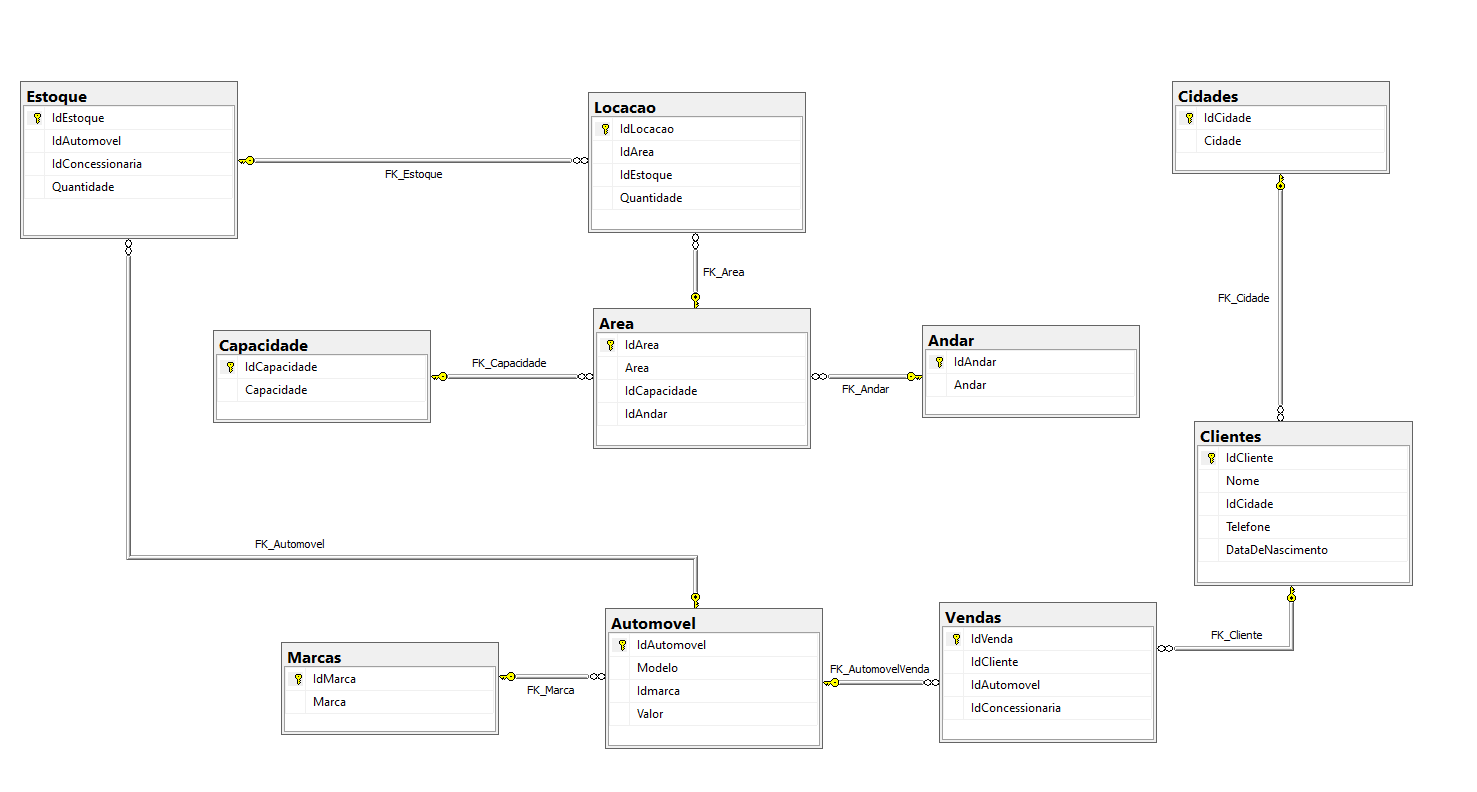 Estoque
IdEstoque
IdAutomovel
IdConcessionaria
Quantidade
FK_Estoque
Locacao
IdLocacao
IdArea
IdEstoque
Quantidade
Cidades
IdCidade
Cidade
FK_Area
FK_Cidade
Capacidade
IdCapacidade
Capacidade
FK_Capacidade
Area
IdArea
Area
IdCapacidade
IdAndar
FK_Andar
Andar
IdAndar
Andar
Clientes
IdCliente
Nome
IdCidade
Telefone
DataDeNascimento
FK_Automovel
FK_Cliente
Marcas
IdMarca
Marca
FK_Marca
Automovel
IdAutomovel
Modelo
Idmarca
Valor
FK_AutomovelVenda
Vendas
IdVenda
IdCliente
IdAutomovel
IdConcessionaria